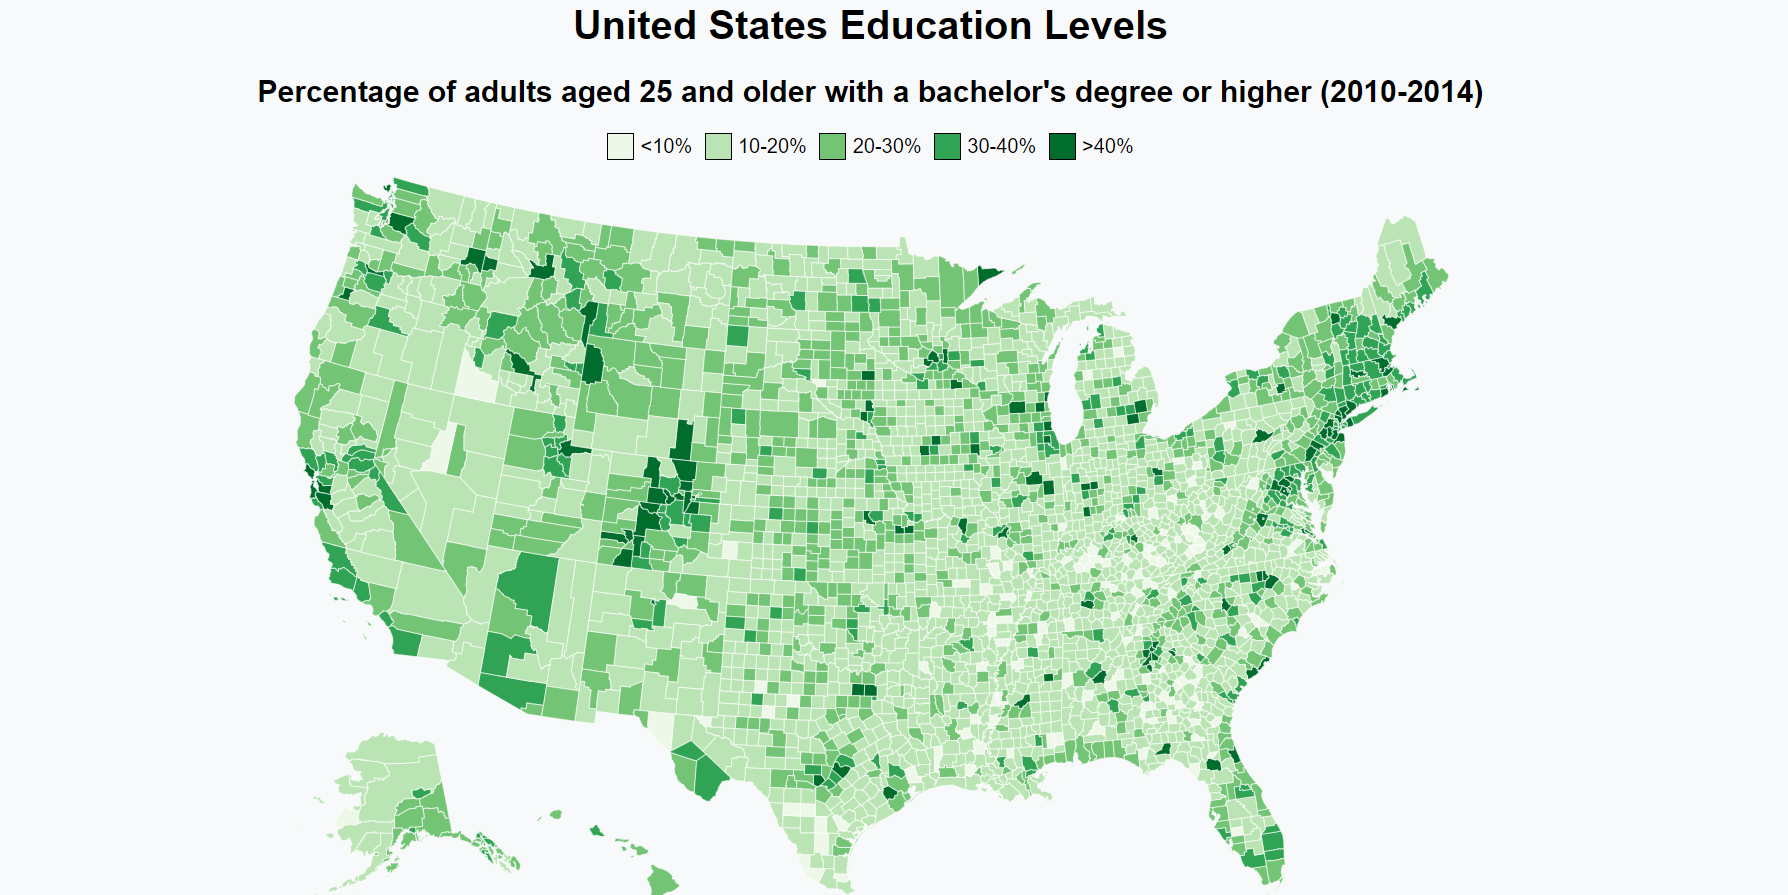 United States Education Levels
Percentage of adults aged 25 and older with a bachelor's degree or higher (2010-2014)
<10% 10-20% 20-30% 30-40% >40%